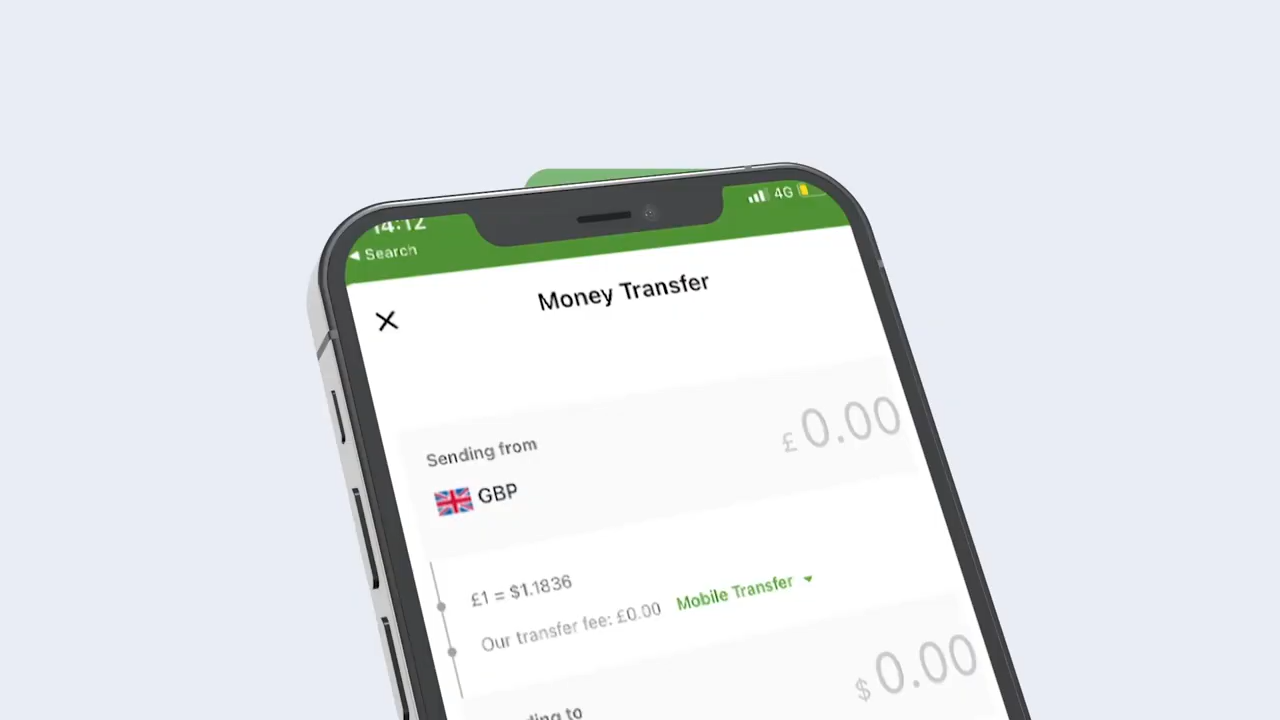 14:12
4G
Search
Money Transfer
Sending from
£ 0.00
GBP
£1 = $1.1836
Our transfer fee: £0.00 Mobile Transfer
$ 0.00
to